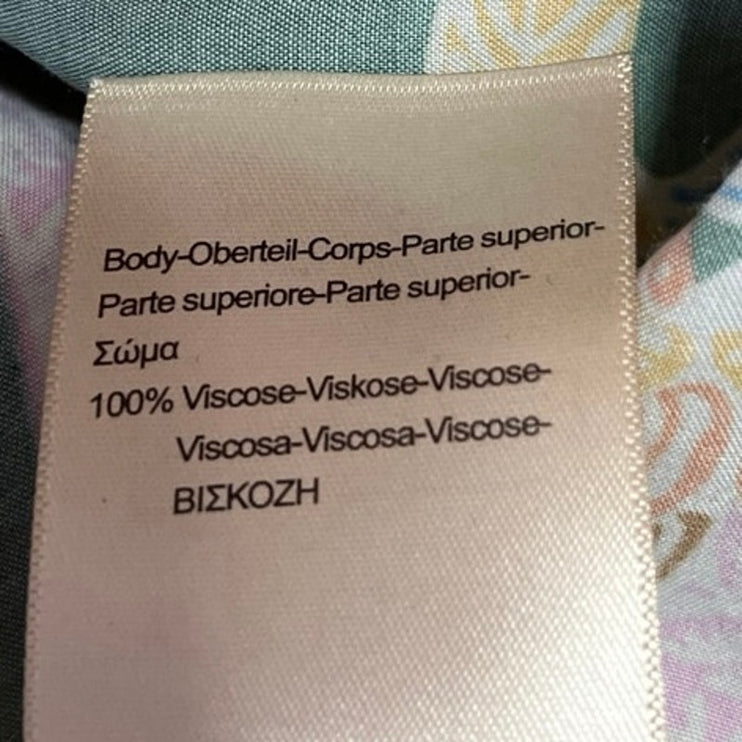 Body-Oberteil-Corps-Parte superior-
Parte superiore-Parte superior-
Σώμα
100% Viscose-Viskose-Viscose-
Viscosa-Viscosa-Viscose-
ΒΙΣΚΟΖΗ